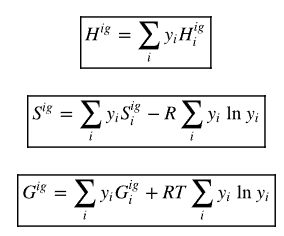 H^{ig} = \sum_i y_i H_i^{ig}
S^{ig} = \sum_i y_i S_i^{ig} - R \sum_i y_i \ln y_i
G^{ig} = \sum_i y_i G_i^{ig} + RT \sum_i y_i \ln y_i